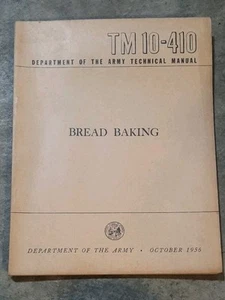 TM 10-410
DEPARTMENT OF THE ARMY TECHNICAL MANUAL
BREAD BAKING
DEPARTMENT OF THE ARMY • OCTOBER 1956